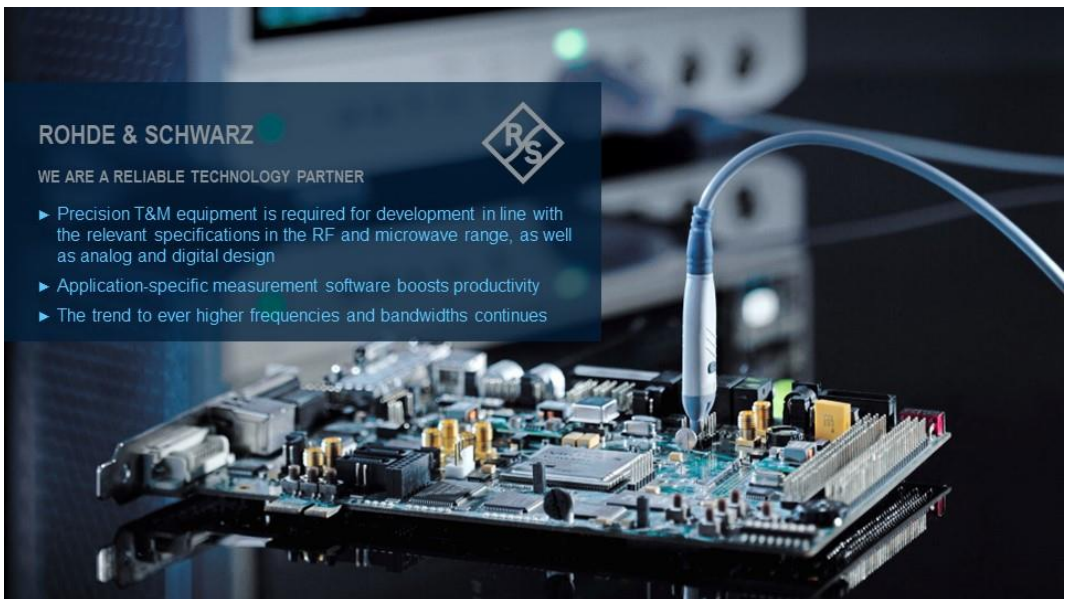 ROHDE & SCHWARZ
R
S
WE ARE A RELIABLE TECHNOLOGY PARTNER
► Precision T&M equipment is required for development in line with
the relevant specifications in the RF and microwave range, as well
as analog and digital design
► Application-specific measurement software boosts productivity
► The trend to ever higher frequencies and bandwidths continues